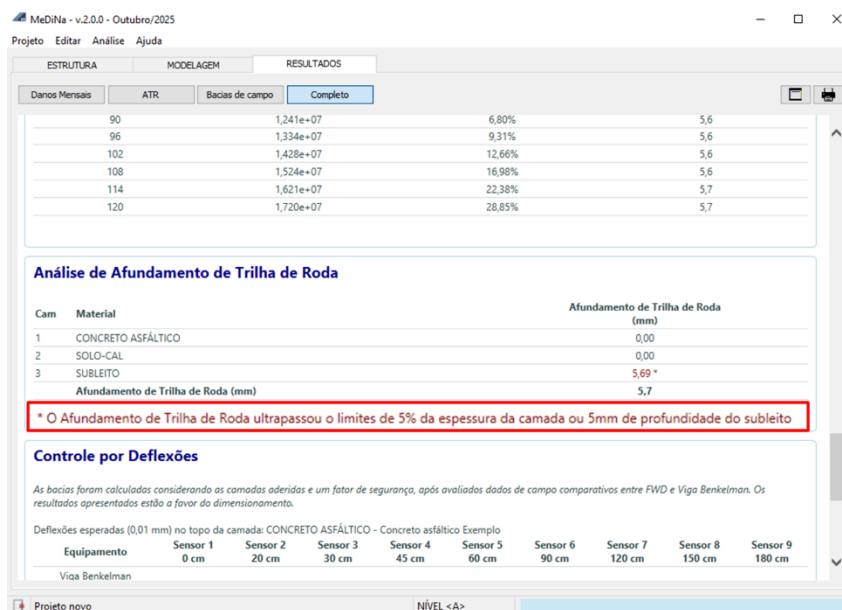 MeDiNa - v.2.0.0 - Outubro/2025
Projeto Editar Análise Ajuda
ESTRUTURA MODELAGEM RESULTADOS
Danos Mensais ATR Bacias de campo Completo
90 1,241e+07 6,80% 5,6
96 1,334e+07 9,31% 5,6
102 1,428e+07 12,66% 5,6
108 1,524e+07 16,98% 5,6
114 1,621e+07 22,38% 5,7
120 1,720e+07 28,85% 5,7
Análise de Afundamento de Trilha de Roda
Cam Material Afundamento de Trilha de Roda
(mm)
1 CONCRETO ASFÁLTICO 0,00
2 SOLO-CAL 0,00
3 SUBLEITO 5,69 *
Afundamento de Trilha de Roda (mm) 5,7
* O Afundamento de Trilha de Roda ultrapassou o limites de 5% da espessura da camada ou 5mm de profundidade do subleito
Controle por Deflexões
As bacias foram calculadas considerando as camadas aderidas e um fator de segurança, após avaliados dados de campo comparativos entre FWD e Viga Benkelman. Os
resultados apresentados estão a favor do dimensionamento.
Deflexões esperadas (0,01 mm) no topo da camada: CONCRETO ASFÁLTICO - Concreto asfáltico Exemplo
Equipamento Sensor 1 Sensor 2 Sensor 3 Sensor 4 Sensor 5 Sensor 6 Sensor 7 Sensor 8 Sensor 9
0 cm 20 cm 30 cm 45 cm 60 cm 90 cm 120 cm 150 cm 180 cm
Viga Benkelman
Projeto novo NÍVEL <A>